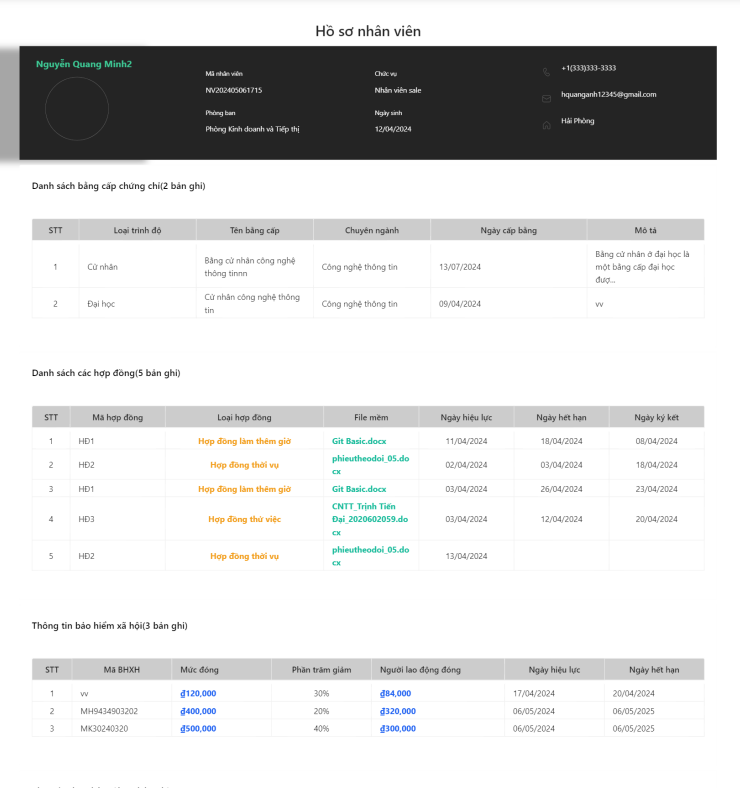 Hồ sơ nhân viên
Nguyễn Quang Minh2
Mã nhân viên
NV202405061715
Phòng ban
Phòng Kinh doanh và Tiếp thị
Chức vụ
Nhân viên sale
Ngày sinh
12/04/2024
+1(333)333-3333
hquanganh12345@gmail.com
Hải Phòng
Danh sách bằng cấp chứng chỉ(2 bản ghi)
STT Loại trình độ Tên bằng cấp Chuyên ngành Ngày cấp bằng Mô tả
1 Cử nhân Bằng cử nhân công nghệ thông tinnn Công nghệ thông tin 13/07/2024 Bằng cử nhân ở đại học là một bằng cấp đại học đượ...
2 Đại học Cử nhân công nghệ thông tin Công nghệ thông tin 09/04/2024 vv
Danh sách các hợp đồng(5 bản ghi)
STT Mã hợp đồng Loại hợp đồng File mềm Ngày hiệu lực Ngày hết hạn Ngày ký kết
1 HĐ1 Hợp đồng làm thêm giờ Git Basic.docx 11/04/2024 18/04/2024 08/04/2024
2 HĐ2 Hợp đồng thời vụ phieutheodoi_05.docx 02/04/2024 03/04/2024 18/04/2024
3 HĐ1 Hợp đồng làm thêm giờ Git Basic.docx 03/04/2024 26/04/2024 23/04/2024
4 HĐ3 Hợp đồng thử việc CNTT_Trịnh Tiến Đại_2020602059.docx 03/04/2024 12/04/2024 20/04/2024
5 HĐ2 Hợp đồng thời vụ phieutheodoi_05.docx 13/04/2024
Thông tin bảo hiểm xã hội(3 bản ghi)
STT Mã BHXH Mức đóng Phần trăm giảm Người lao động đóng Ngày hiệu lực Ngày hết hạn
1 vv ₫120,000 30% ₫84,000 17/04/2024 20/04/2024
2 MH9434903202 ₫400,000 20% ₫320,000 06/05/2024 06/05/2025
3 MK30240320 ₫500,000 40% ₫300,000 06/05/2024 06/05/2025